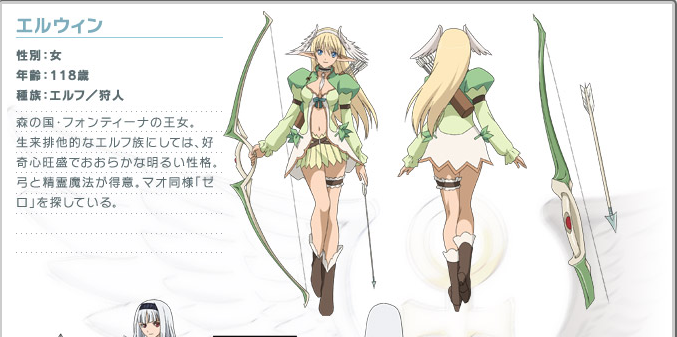 エルウィン
性別：女
年齢：118歳
種族：エルフ／狩人
森の国・フォンティーナの王女。
生来排他的なエルフ族にしては、好
奇心旺盛でおおらかな明るい性格。
弓と精霊魔法が得意。マオ同様「ゼ
ロ」を探している。